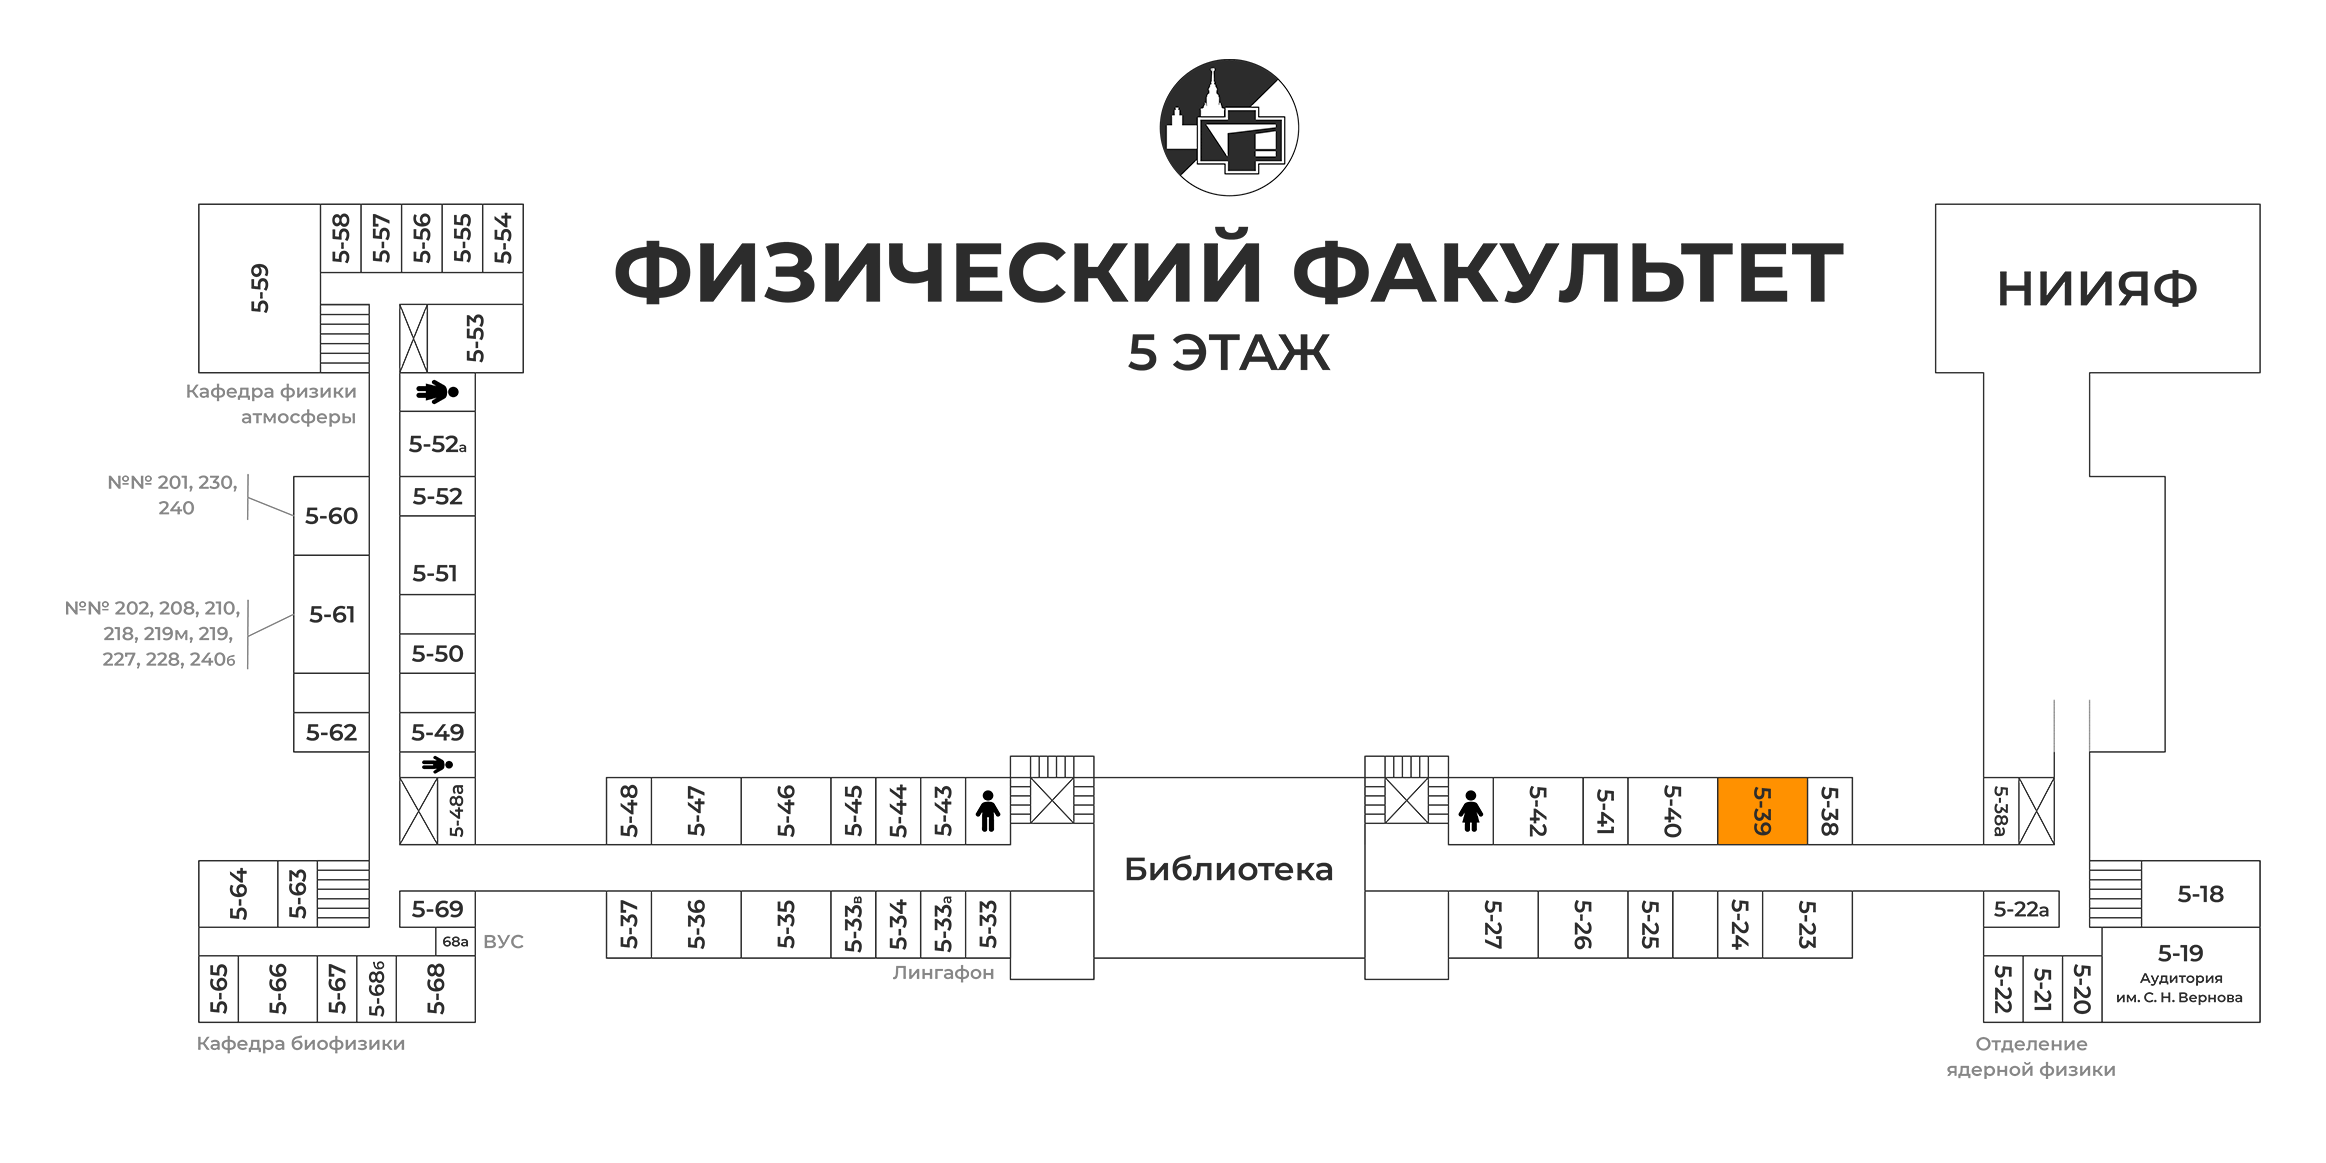 ФИЗИЧЕСКИЙ ФАКУЛЬТЕТ
5 ЭТАЖ
5-59
5-58
5-57
5-56
5-55
5-54
5-53
Кафедра физики
атмосферы
5-52а
5-52
5-51
5-50
5-49
5-48а
№№ 201, 230,
240
5-60
№№ 202, 208, 210,
218, 219м, 219,
227, 228, 240б
5-61
5-62
5-64
5-63
5-69
68а
ВУС
5-65
5-66
5-67
5-68б
5-68
Кафедра биофизики
5-48
5-47
5-46
5-45
5-44
5-43
5-37
5-36
5-35
5-33в
5-34
5-33а
5-33
Лингафон
Библиотека
5-42
5-41
5-40
5-39
5-38
5-27
5-26
5-25
5-24
5-23
НИИЯФ
5-38а
5-22а
5-18
5-19
Аудитория
им. С. Н. Вернова
5-22
5-21
5-20
Отделение
ядерной физики